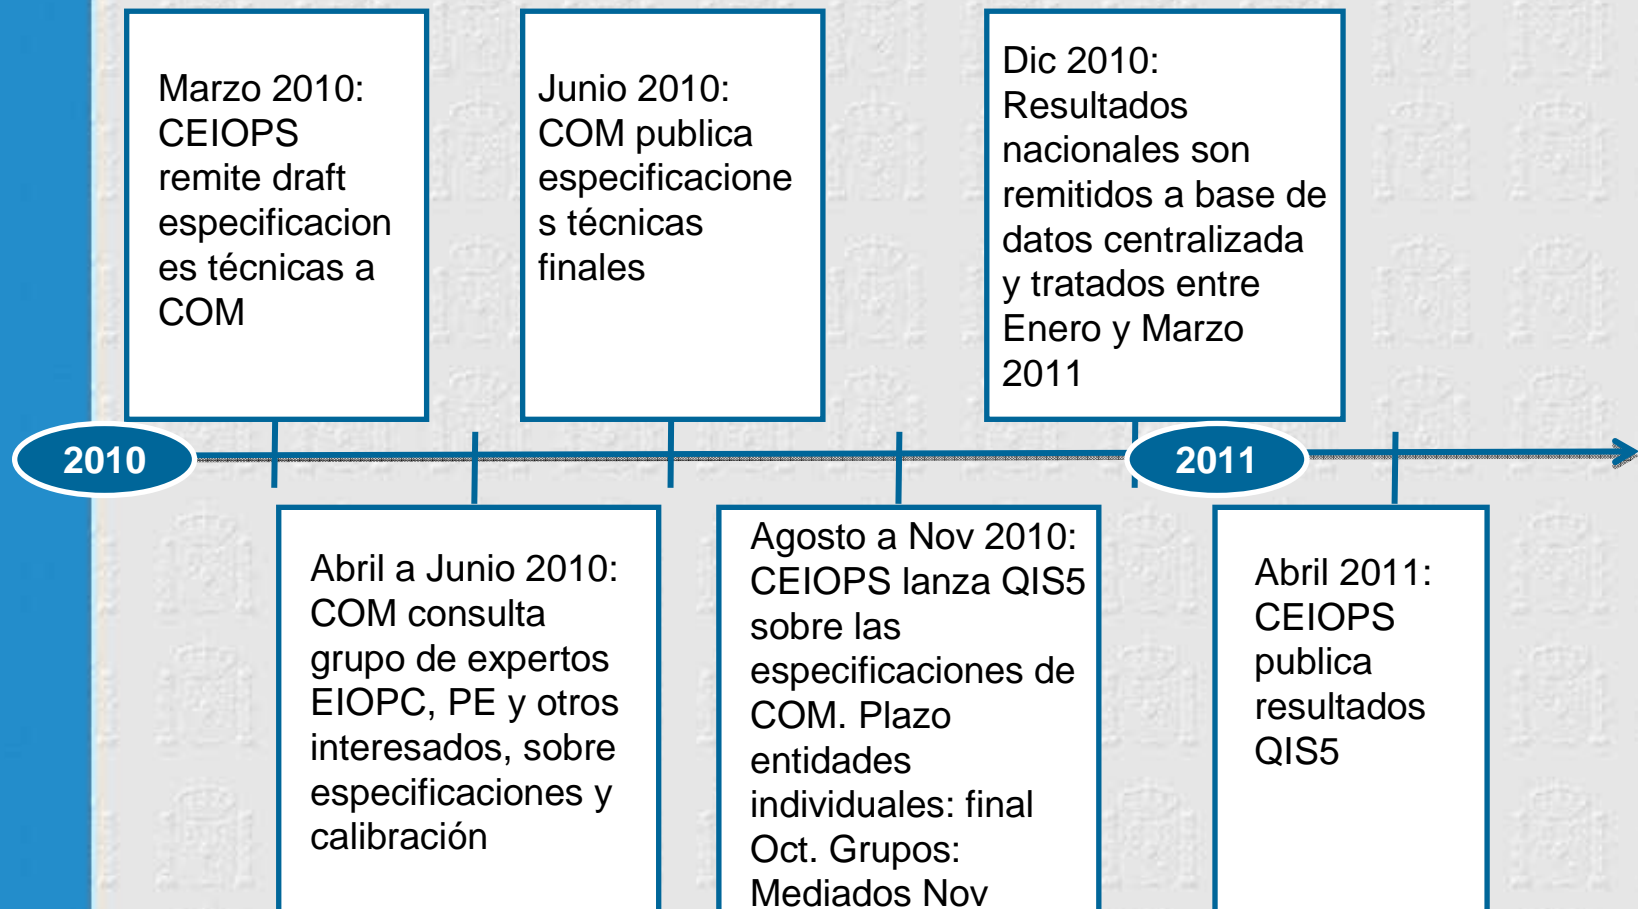 Marzo 2010:
CEIOPS
remite draft
especificacion
es técnicas a
COM
Junio 2010:
COM publica
especificacione
s técnicas
finales
Dic 2010:
Resultados
nacionales son
remitidos a base de
datos centralizada
y tratados entre
Enero y Marzo
2011
2010
2011
Abril a Junio 2010:
COM consulta
grupo de expertos
EIOPC, PE y otros
interesados, sobre
especificaciones y
calibración
Agosto a Nov 2010:
CEIOPS lanza QIS5
sobre las
especificaciones de
COM. Plazo
entidades
individuales: final
Oct. Grupos:
Mediados Nov
Abril 2011:
CEIOPS
publica
resultados
QIS5